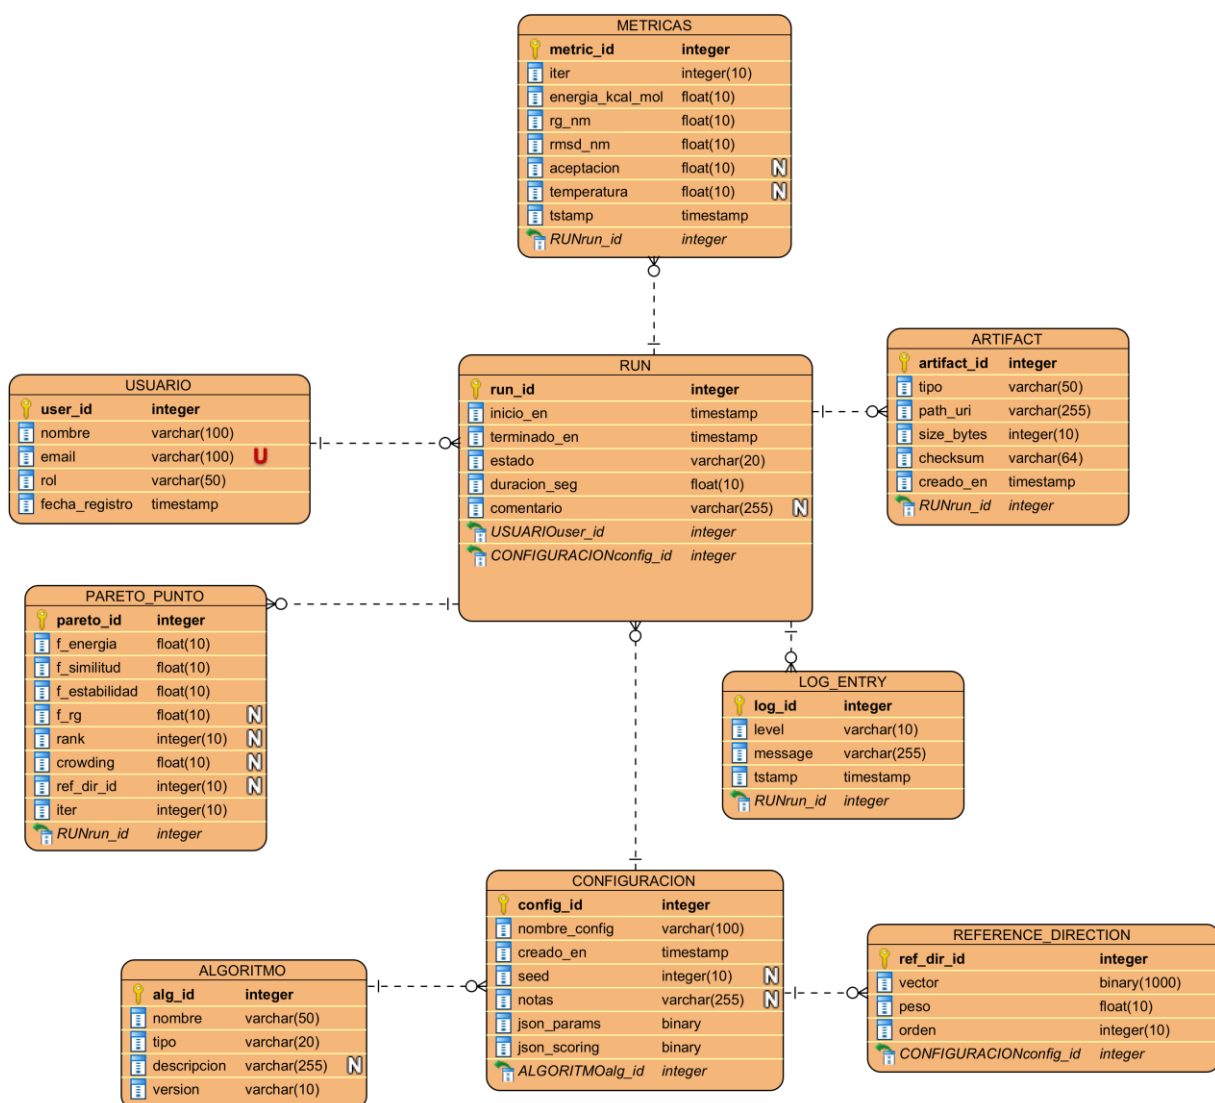 METRICAS
metric_id integer
iter integer(10)
energia_kcal_mol float(10)
rg_nm float(10)
rmsd_nm float(10)
aceptacion float(10) N
temperatura float(10) N
tstamp timestamp
RUNrun_id integer
ARTIFACT
artifact_id integer
tipo varchar(50)
path_uri varchar(255)
size_bytes integer(10)
checksum varchar(64)
creado_en timestamp
RUNrun_id integer
RUN
run_id integer
inicio_en timestamp
terminado_en timestamp
estado varchar(20)
duracion_seg float(10)
comentario varchar(255) N
USUARIOuser_id integer
CONFIGURACIONconfig_id integer
USUARIO
user_id integer
nombre varchar(100)
email varchar(100) U
rol varchar(50)
fecha_registro timestamp
PARETO_PUNTO
pareto_id integer
f_energia float(10)
f_similitud float(10)
f_estabilidad float(10)
f_rg float(10) N
rank integer(10) N
crowding float(10) N
ref_dir_id integer(10) N
iter integer(10)
RUNrun_id integer
LOG_ENTRY
log_id integer
level varchar(10)
message varchar(255)
tstamp timestamp
RUNrun_id integer
CONFIGURACION
config_id integer
nombre_config varchar(100)
creado_en timestamp
seed integer(10) N
notas varchar(255) N
json_params binary
json_scoring binary
ALGORITMOalg_id integer
REFERENCE_DIRECTION
ref_dir_id integer
vector binary(1000)
peso float(10)
orden integer(10)
CONFIGURACIONconfig_id integer
ALGORITMO
alg_id integer
nombre varchar(50)
tipo varchar(20)
descripcion varchar(255) N
version varchar(10)